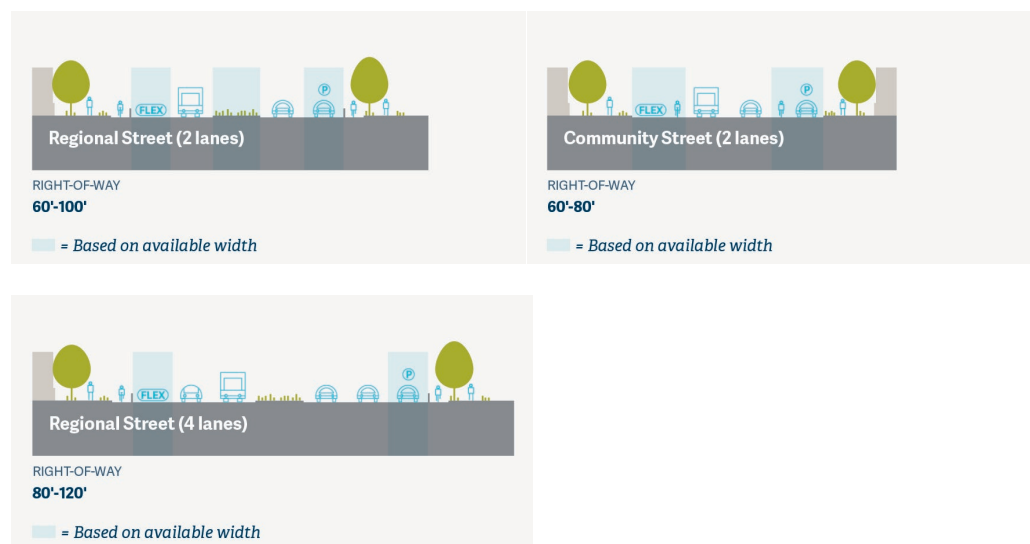 P
FLEX
Regional Street (2 lanes)
RIGHT-OF-WAY
60'-100'
= Based on available width
P
FLEX
Community Street (2 lanes)
RIGHT-OF-WAY
60'-80'
= Based on available width
P
FLEX
Regional Street (4 lanes)
RIGHT-OF-WAY
80'-120'
= Based on available width